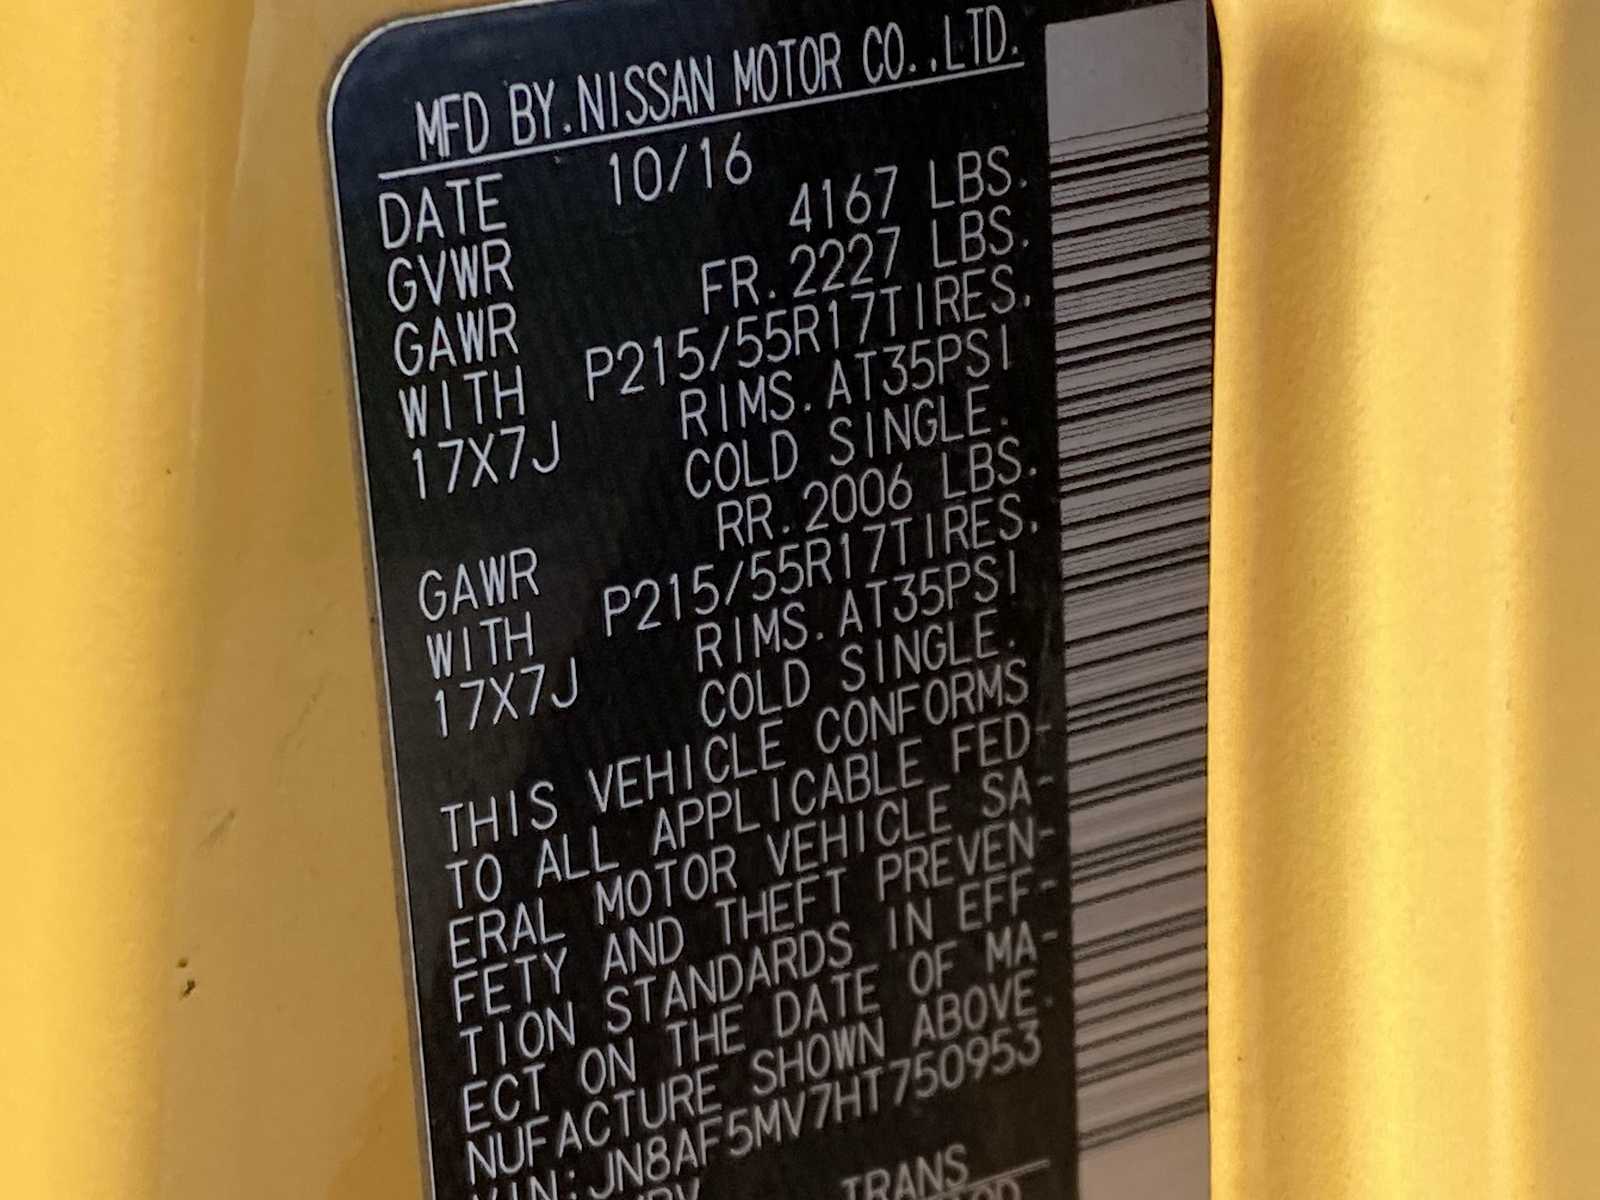 MFD BY.NISSAN MOTOR CO.,LTD.
DATE 10/16
GVWR 4167 LBS.
GAWR FR.2227 LBS.
WITH P215/55R17TIRES.
17X7J RIMS.AT35PSI
COLD SINGLE.
GAWR RR.2006 LBS.
WITH P215/55R17TIRES.
17X7J RIMS.AT35PSI
COLD SINGLE.
THIS VEHICLE CONFORMS
TO ALL APPLICABLE FED-
ERAL MOTOR VEHICLE SA-
FETY AND THEFT PREVEN-
TION STANDARDS IN EFF-
ECT ON THE DATE OF MA-
NUFACTURE SHOWN ABOVE.
VIN:JN8AF5MV7HT750953
TRANS